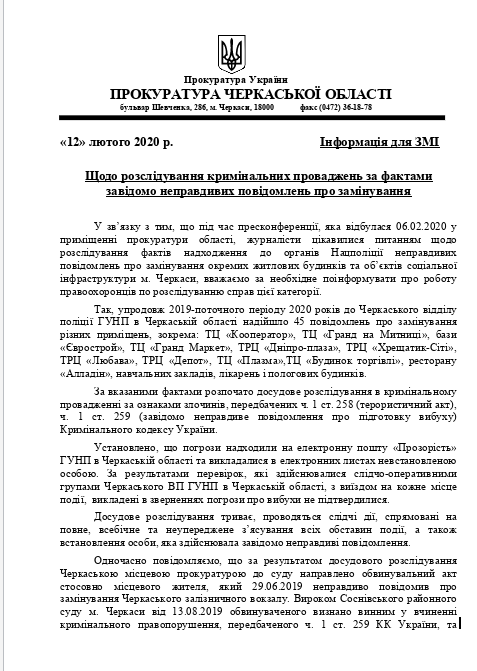 Прокуратура України
ПРОКУРАТУРА ЧЕРКАСЬКОЇ ОБЛАСТІ
бульвар Шевченка, 286, м. Черкаси, 18000 факс (0472) 36-18-78
«12» лютого 2020 р. Інформація для ЗМІ
Щодо розслідування кримінальних проваджень за фактами
завідомо неправдивих повідомлень про замінування
У зв’язку з тим, що під час пресконференції, яка відбулася 06.02.2020 у
приміщенні прокуратури області, журналісти цікавилися питанням щодо
розслідування фактів надходження до органів Нацполіції неправдивих
повідомлень про замінування окремих житлових будинків та об’єктів соціальної
інфраструктури м. Черкаси, вважаємо за необхідне поінформувати про роботу
правоохоронців по розслідуванню справ цієї категорії.
Так, упродовж 2019-поточного періоду 2020 років до Черкаського відділу
поліції ГУНП в Черкаській області надійшло 45 повідомлень про замінування
різних приміщень, зокрема: ТЦ «Кооператор», ТЦ «Гранд на Митниці», бази
«Єврострой», ТЦ «Гранд Маркет», ТРЦ «Дніпро-плаза», ТРЦ «Хрещатик-Сіті»,
ТРЦ «Любава», ТРЦ «Депот», ТЦ «Плазма»,ТЦ «Будинок торгівлі», ресторану
«Алладін», навчальних закладів, лікарень і пологових будинків.
За вказаними фактами розпочато досудове розслідування в кримінальному
провадженні за ознаками злочинів, передбачених ч. 1 ст. 258 (терористичний акт),
ч. 1 ст. 259 (завідомо неправдиве повідомлення про підготовку вибуху)
Кримінального кодексу України.
Установлено, що погрози надходили на електронну пошту «Прозорість»
ГУНП в Черкаській області та викладалися в електронних листах невстановленою
особою. За результатами перевірок, які здійснювалися слідчо-оперативними
групами Черкаського ВП ГУНП в Черкаській області, з виїздом на кожне місце
події, викладені в зверненнях погрози про вибухи не підтвердилися.
Досудове розслідування триває, проводяться слідчі дії, спрямовані на
повне, всебічне та неупереджене з’ясування всіх обставин події, а також
встановлення особи, яка здійснювала завідомо неправдиві повідомлення.
Одночасно повідомляємо, що за результатом досудового розслідування
Черкаською місцевою прокуратурою до суду направлено обвинувальний акт
стосовно місцевого жителя, який 29.06.2019 неправдиво повідомив про
замінування Черкаського залізничного вокзалу. Вироком Соснівського районного
суду м. Черкаси від 13.08.2019 обвинуваченого визнано винним у вчиненні
кримінального правопорушення, передбаченого ч. 1 ст. 259 КК України, та